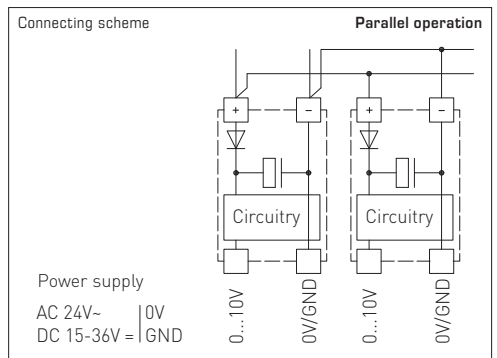 Connecting scheme
Parallel operation
+
−
+
−
Circuitry
Circuitry
Power supply
AC 24V~ | 0V
DC 15-36V = | GND
0...10V
0V/GND
0...10V
0V/GND